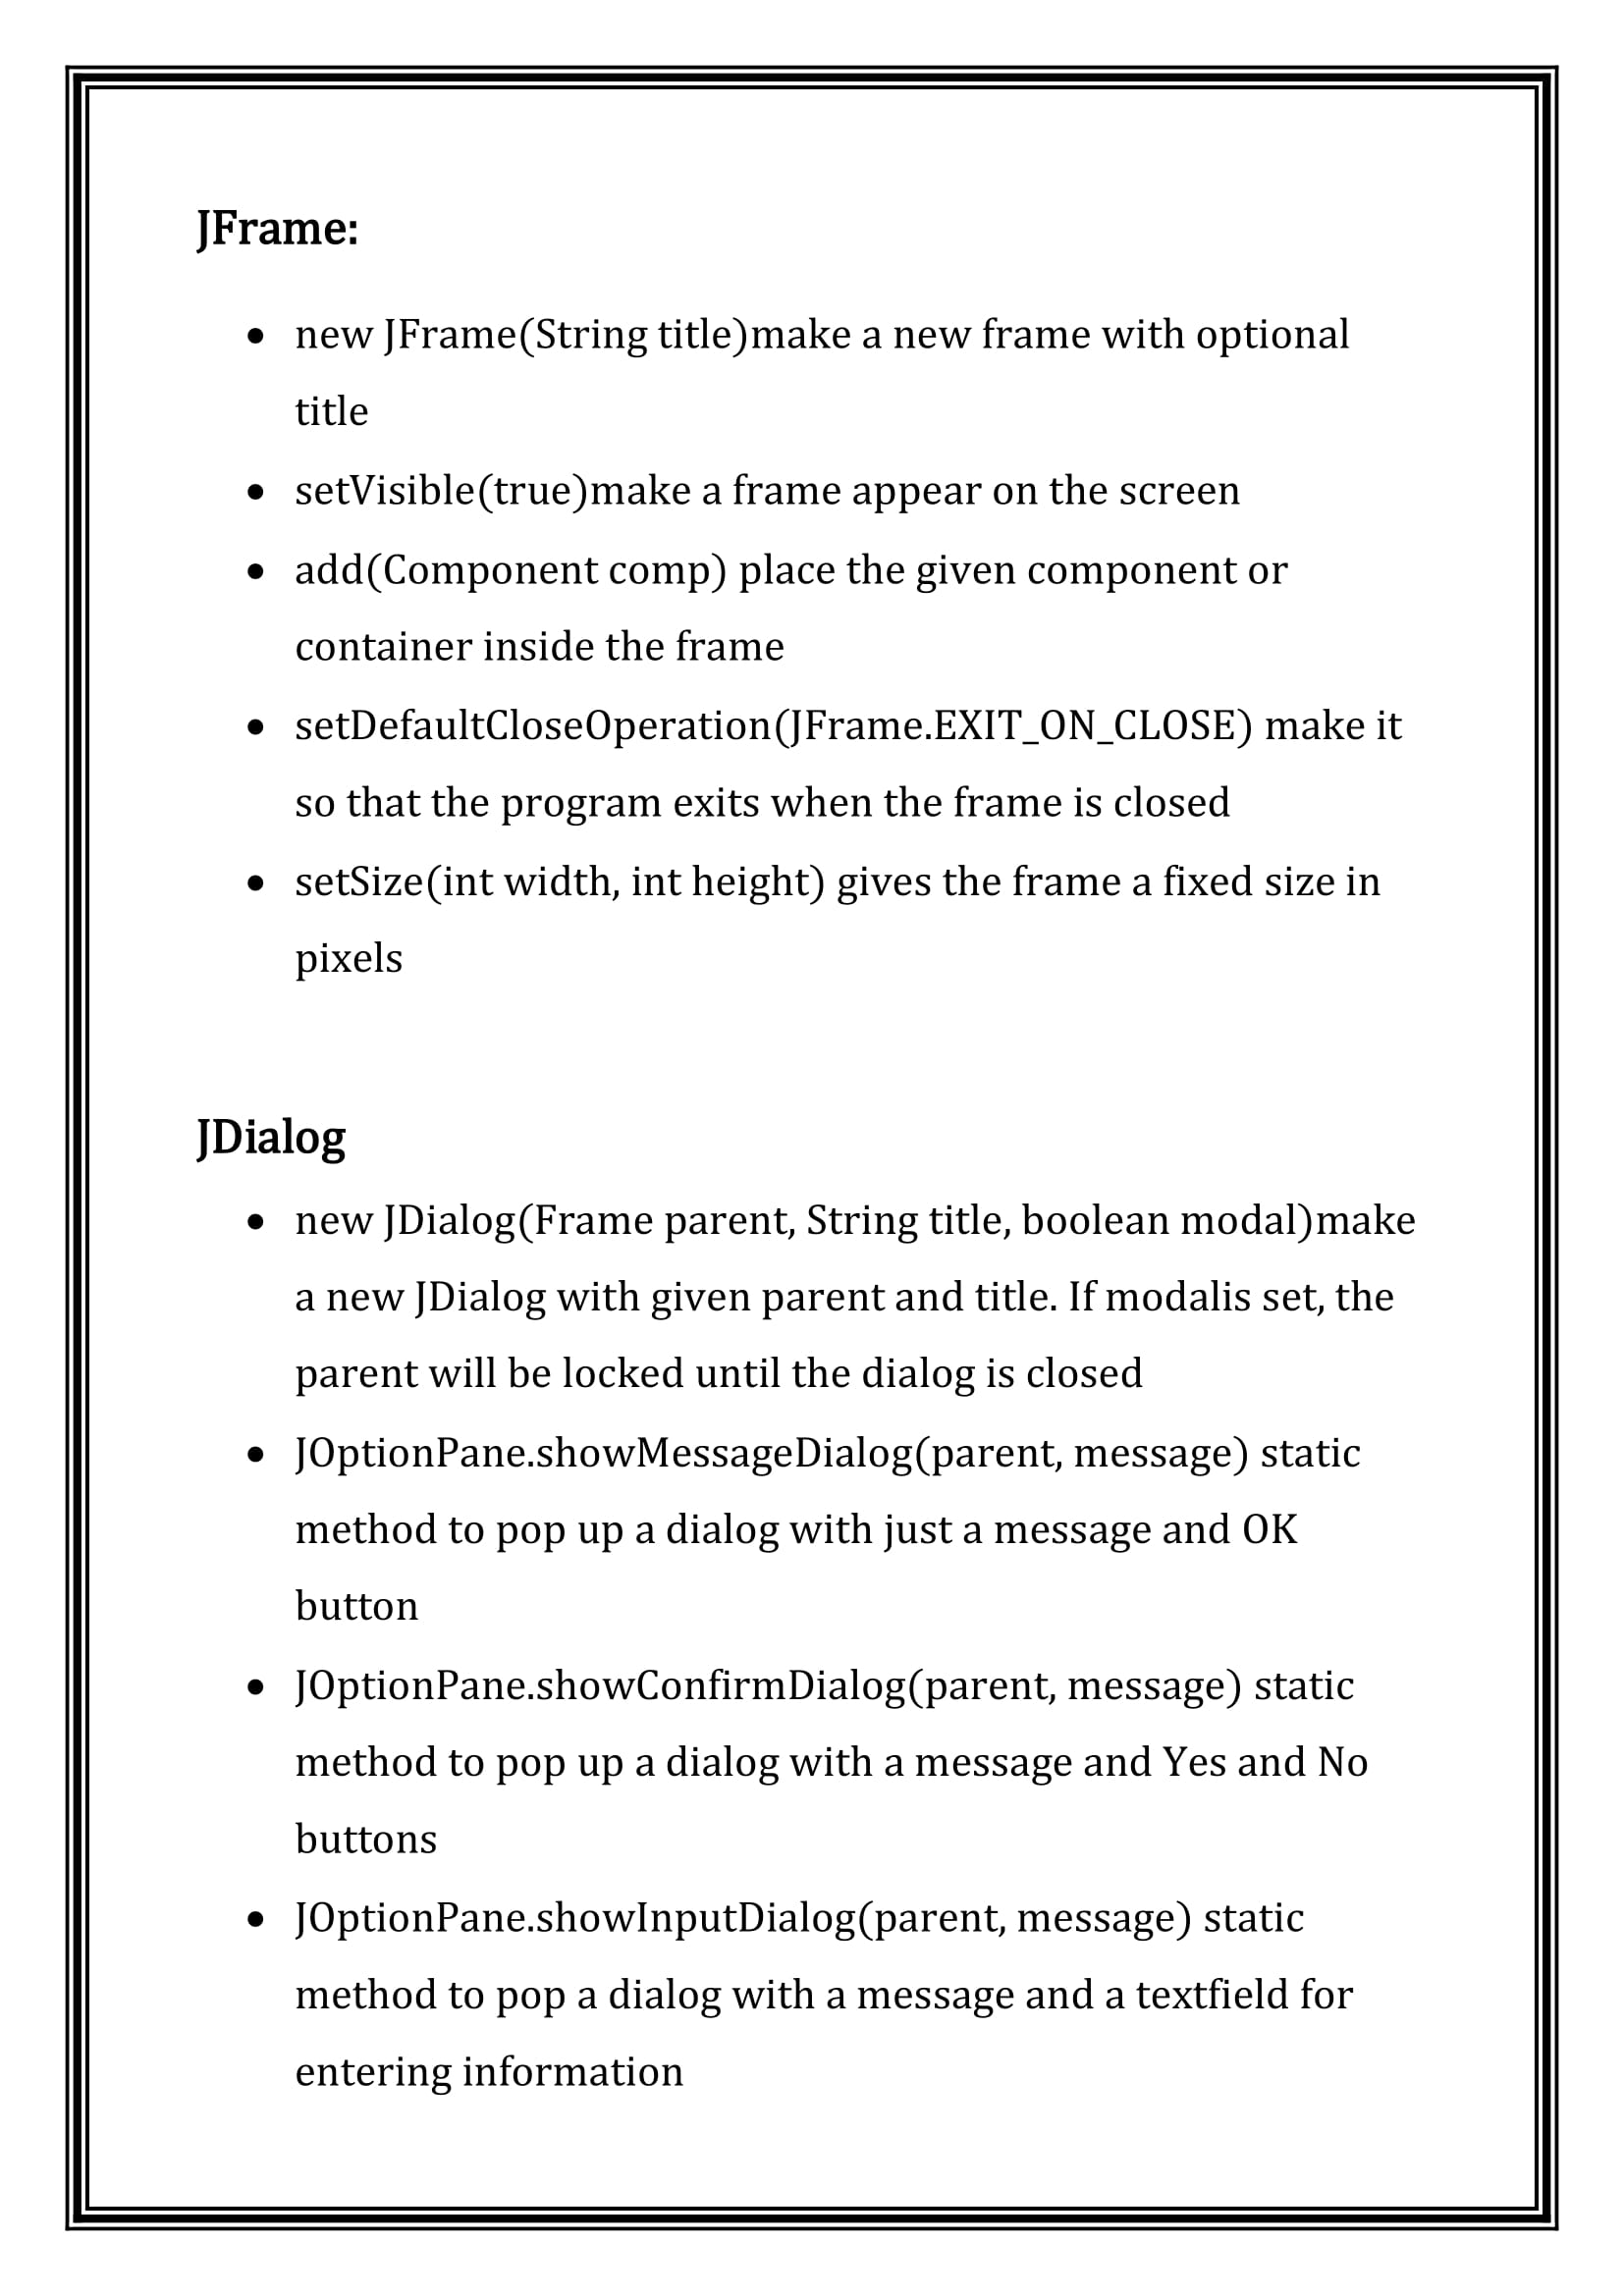 JFrame:
• new JFrame(String title)make a new frame with optional
title
• setVisible(true)make a frame appear on the screen
• add(Component comp) place the given component or
container inside the frame
• setDefaultCloseOperation(JFrame.EXIT_ON_CLOSE) make it
so that the program exits when the frame is closed
• setSize(int width, int height) gives the frame a fixed size in
pixels
JDialog
• new JDialog(Frame parent, String title, boolean modal)make
a new JDialog with given parent and title. If modalis set, the
parent will be locked until the dialog is closed
• JOptionPane.showMessageDialog(parent, message) static
method to pop up a dialog with just a message and OK
button
• JOptionPane.showConfirmDialog(parent, message) static
method to pop up a dialog with a message and Yes and No
buttons
• JOptionPane.showInputDialog(parent, message) static
method to pop a dialog with a message and a textfield for
entering information